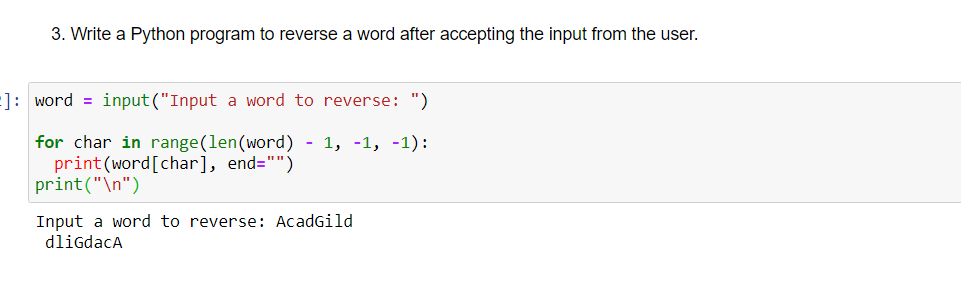 3. Write a Python program to reverse a word after accepting the input from the user.
]: word = input("Input a word to reverse: ")
for char in range(len(word) - 1, -1, -1):
print(word[char], end="")
print("\n")
Input a word to reverse: AcadGild
dliGdacA